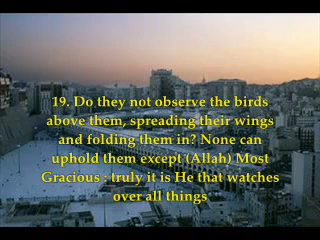 19. Do they not observe the birds
above them, spreading their wings
and folding them in? None can
uphold them except (Allah) Most
Gracious : truly it is He that watches
over all things